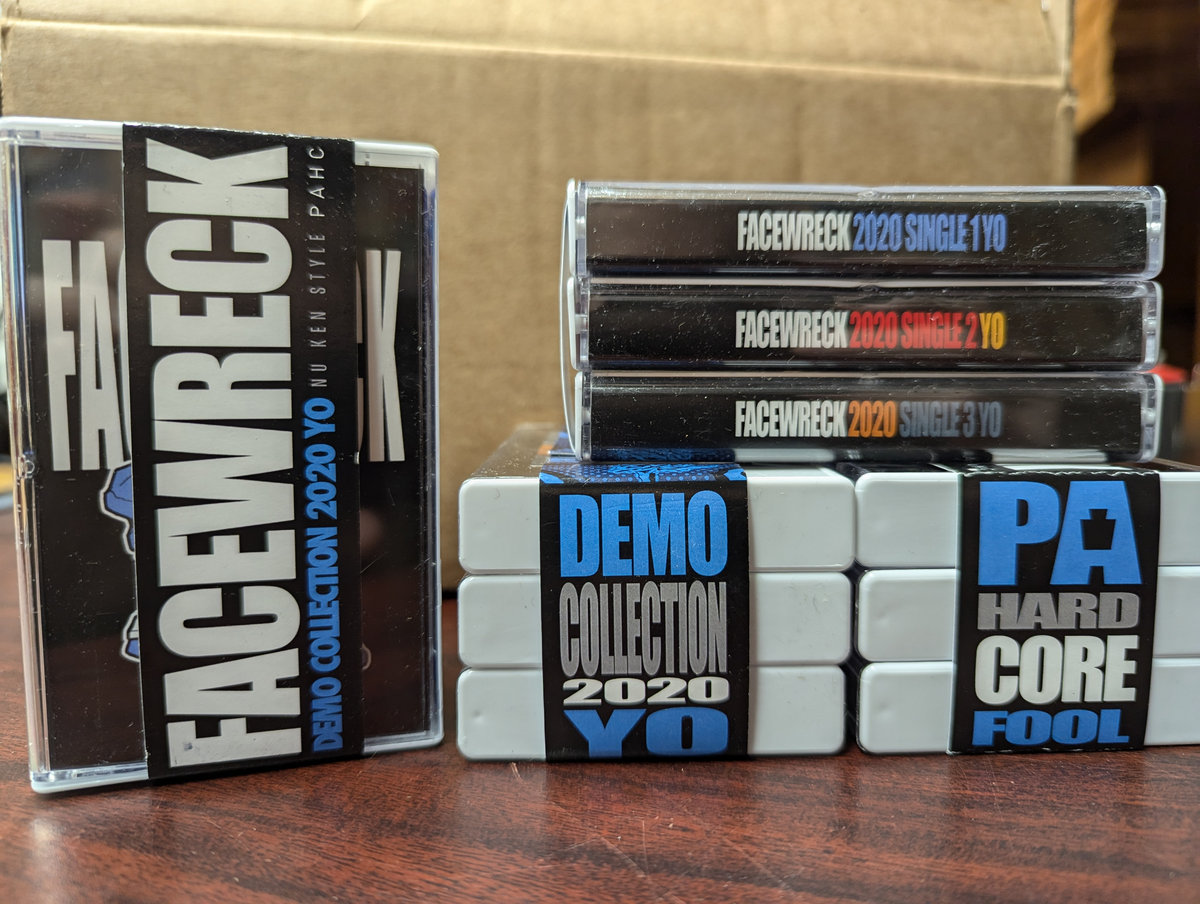 FACEWRECK
DEMO COLLECTION 2020 YO NU KEN STYLE PAHC
FACEWRECK 2020 SINGLE 1 YO
FACEWRECK 2020 SINGLE 2 YO
FACEWRECK 2020 SINGLE 3 YO
DEMO
COLLECTION
2020
YO
PA
HARD
CORE
FOOL